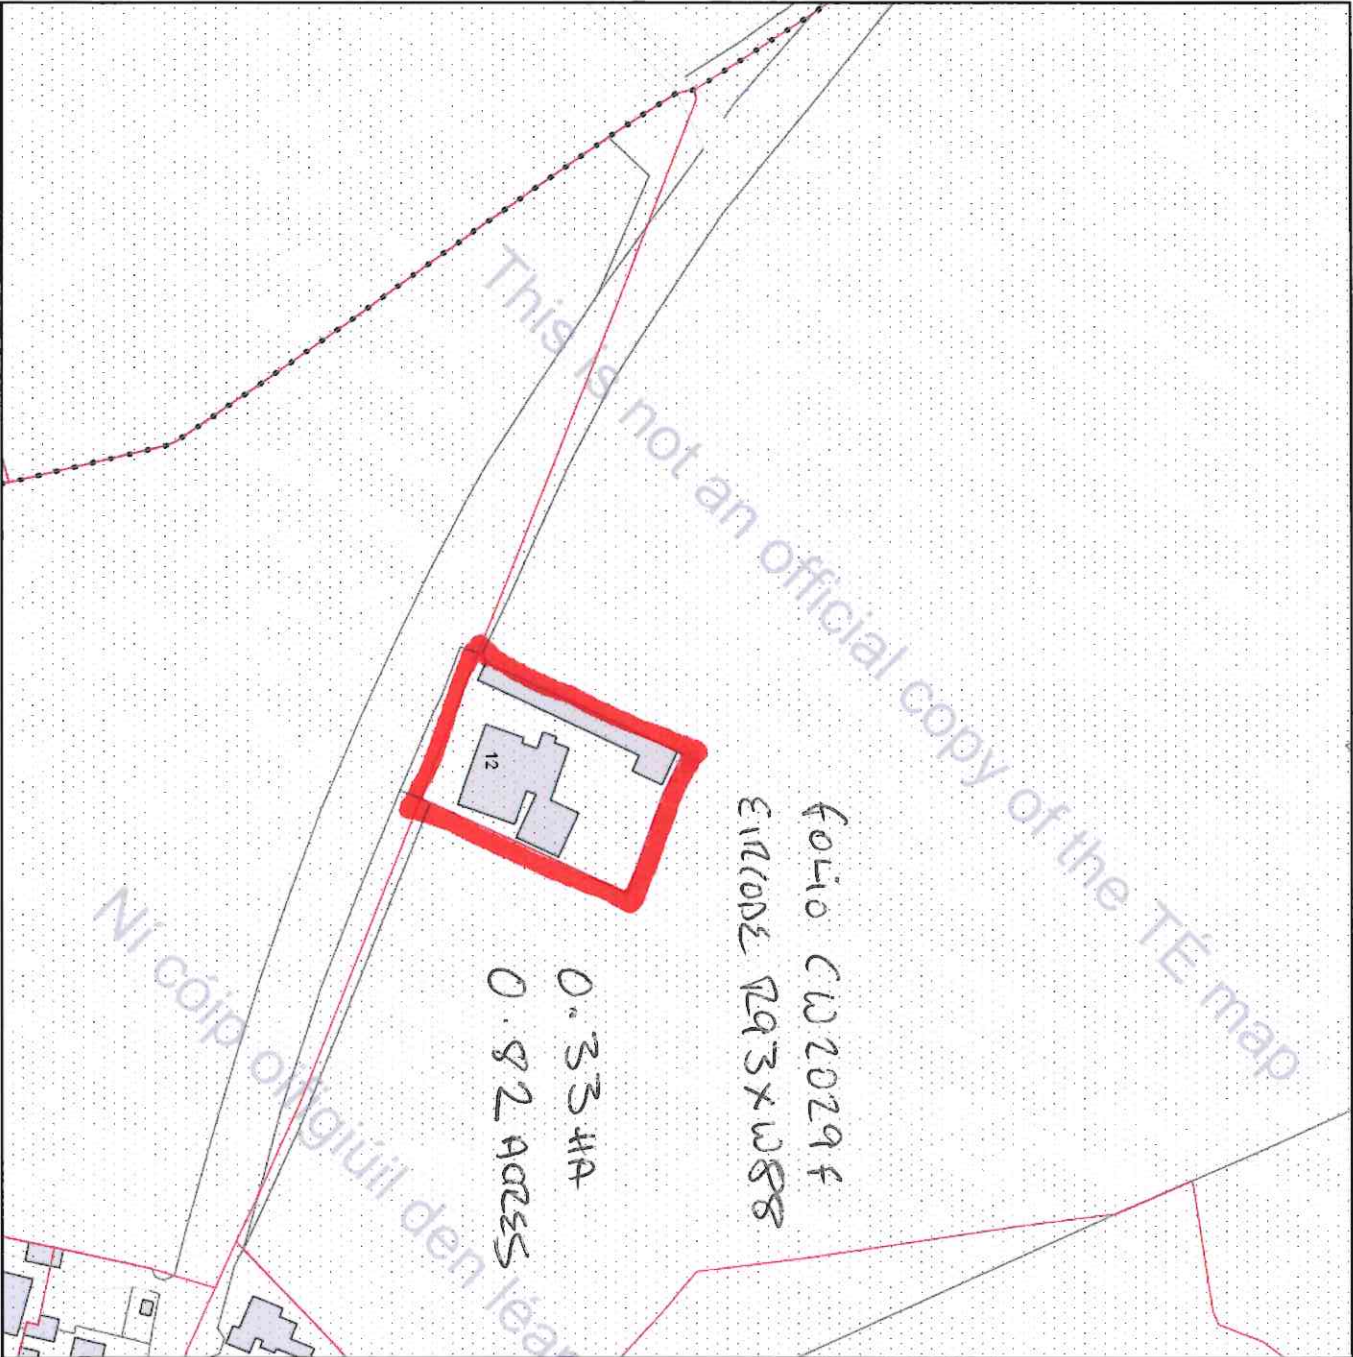 This is not an official copy of the TÉ map
Ní cóip oifigiúil den léar
12
FOLIO CW2029F
EIRCODE R93XW88
0.33 HA
0.82 ACRES